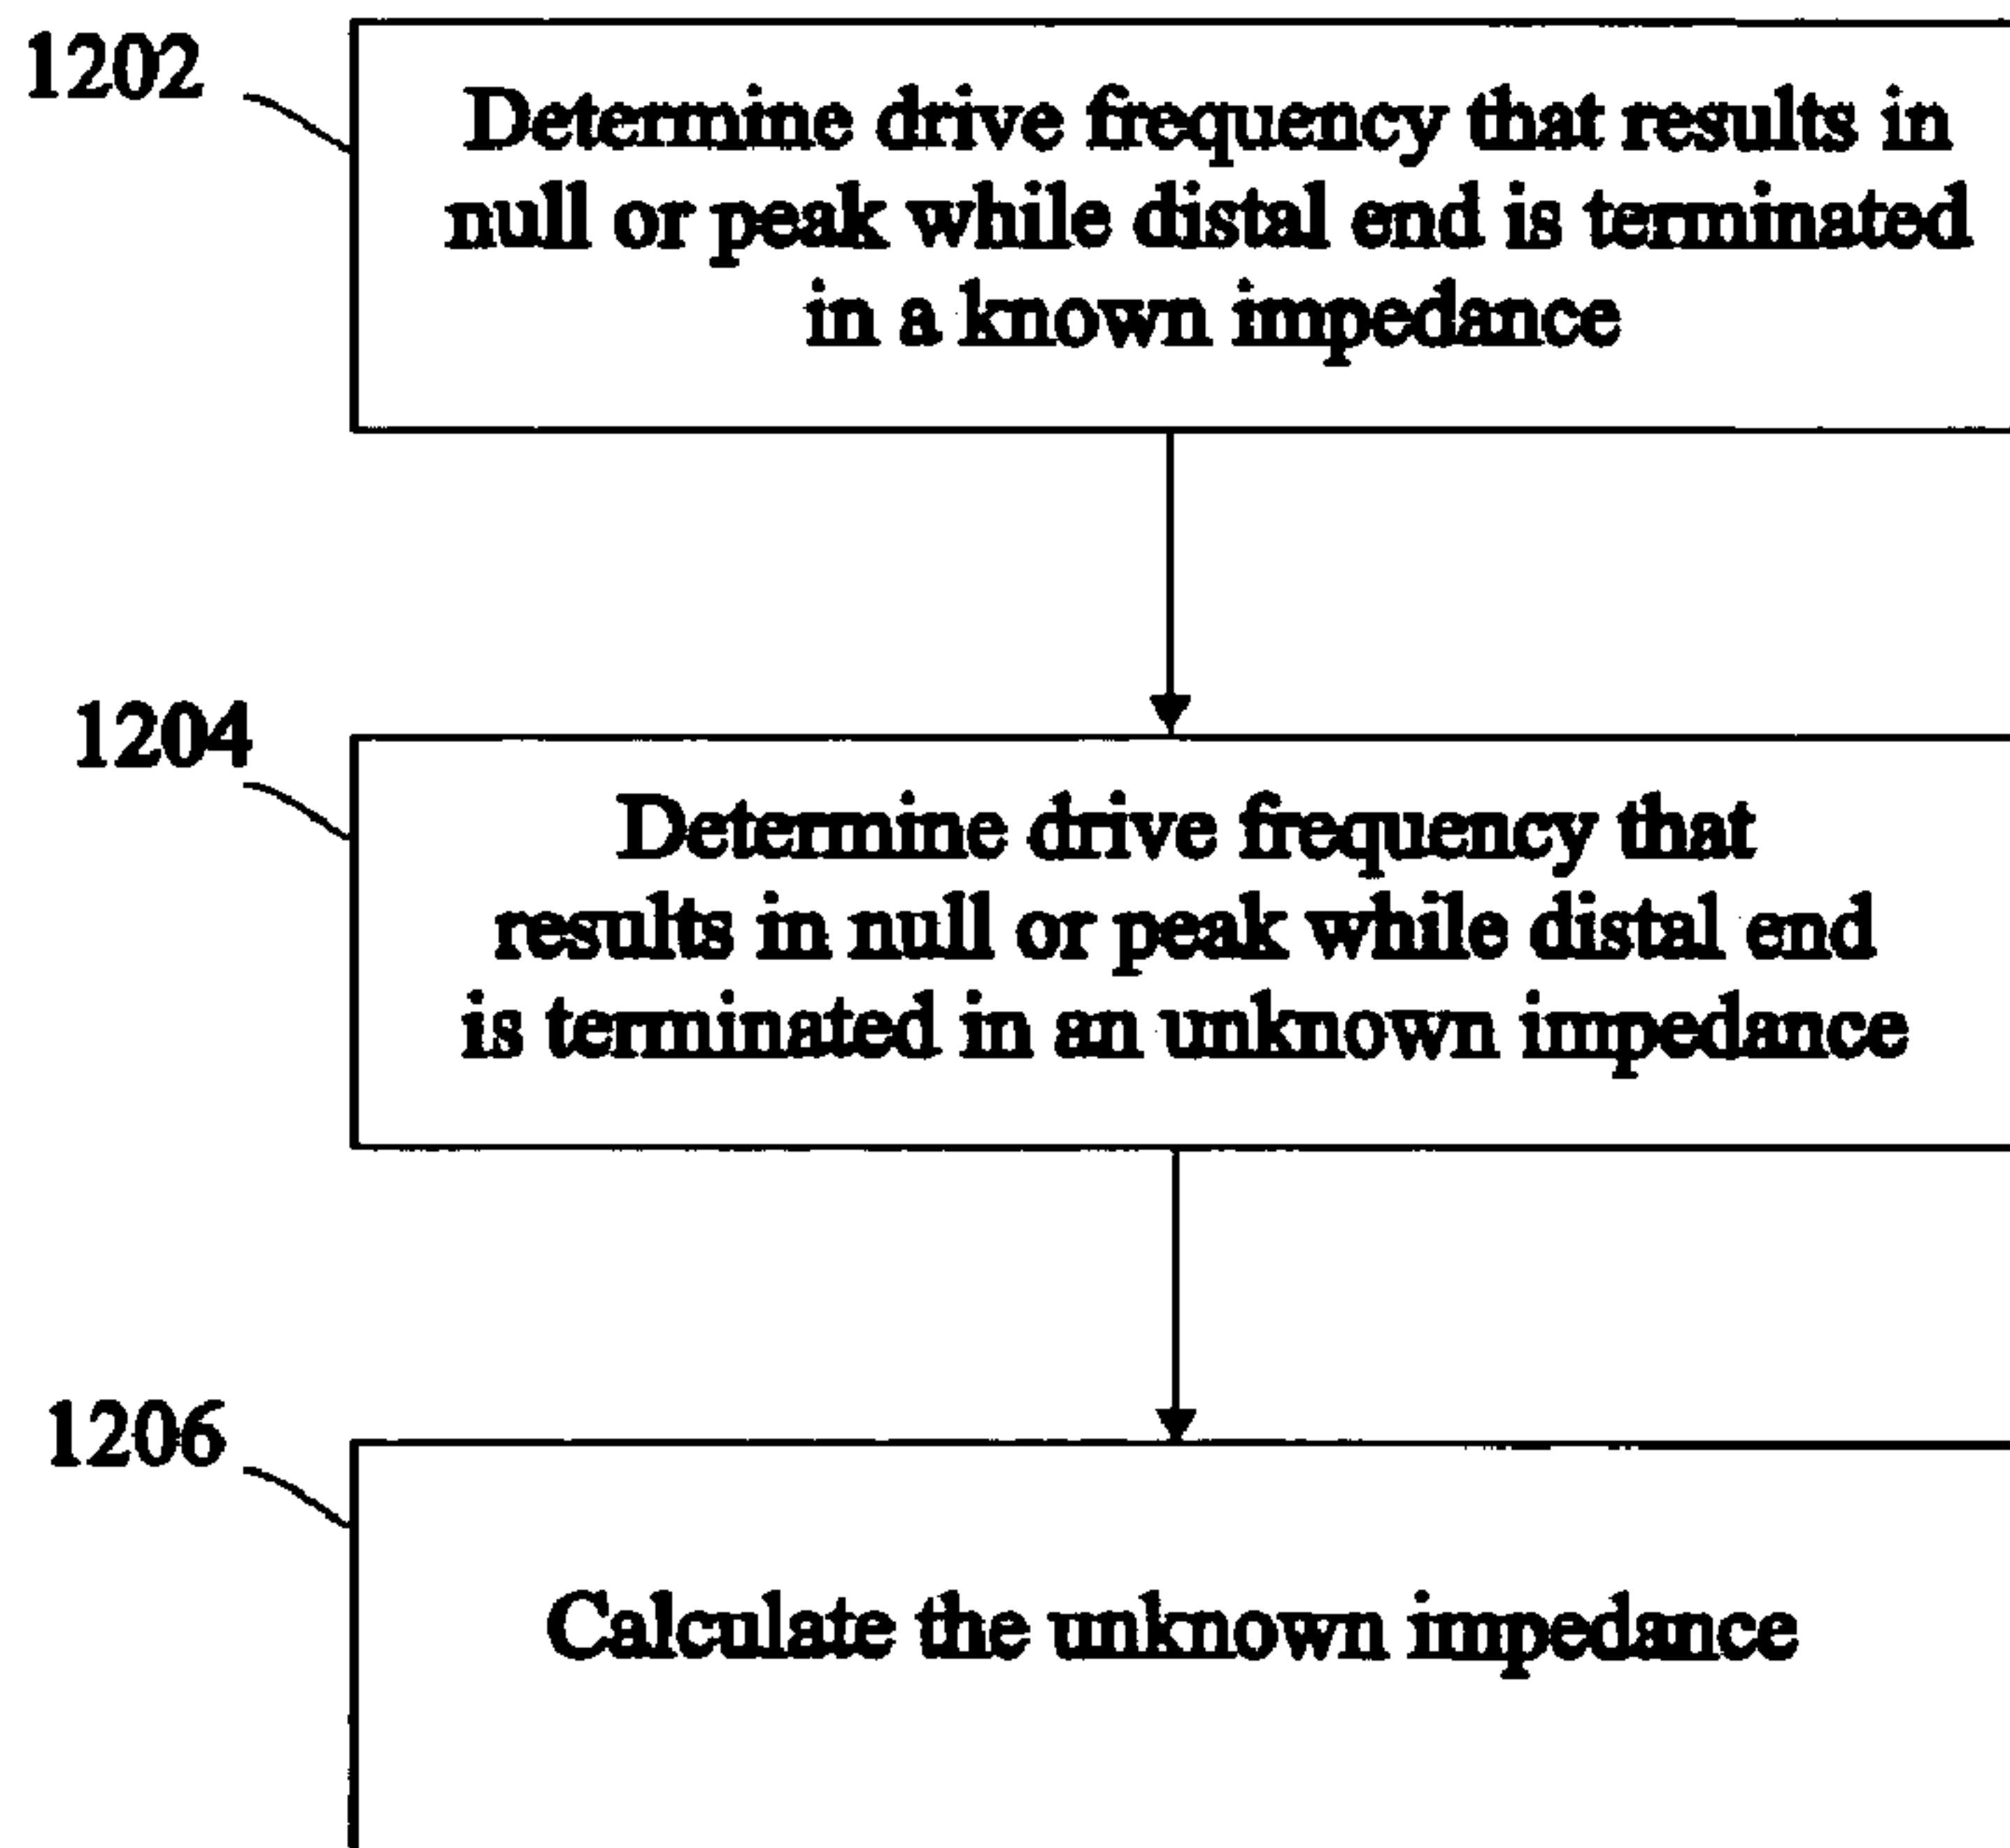 1202
Determine drive frequency that results in
null or peak while distal end is terminated
in a known impedance
1204
Determine drive frequency that
results in null or peak while distal end
is terminated in an unknown impedance
1206
Calculate the unknown impedance